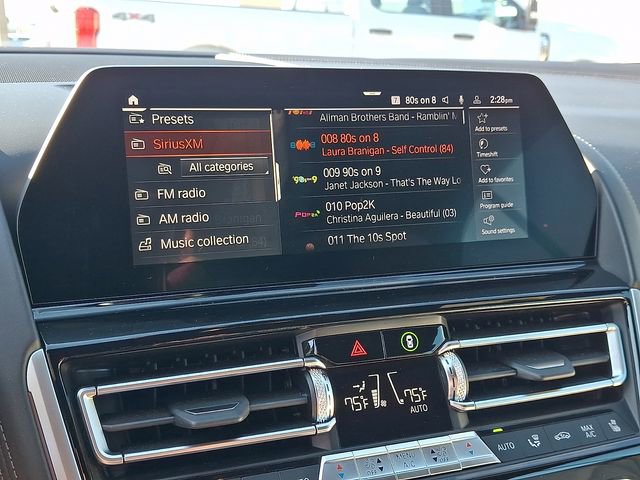 7 80s on 8 2:28pm
Presets
SiriusXM
All categories
FM radio
AM radio
Music collection
Allman Brothers Band - Ramblin' M
008 80s on 8
Laura Branigan - Self Control (84)
009 90s on 9
Janet Jackson - That's The Way Lo
010 Pop2K
Christina Aguilera - Beautiful (03)
011 The 10s Spot
Add to presets
Timeshift
Add to favorites
Program guide
Sound settings
75°F
75°F
AUTO
MENU
A/C
OFF
AUTO
MAX
A/C